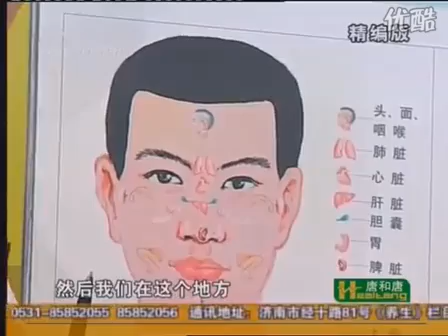 优酷
精编版
头、面、
咽喉
肺脏
心脏
肝脏
胆囊
胃
脾脏
唐和唐
然后我们在这个地方
0531-85852055 85852056 通讯地址：济南市经十路81号《养生》栏